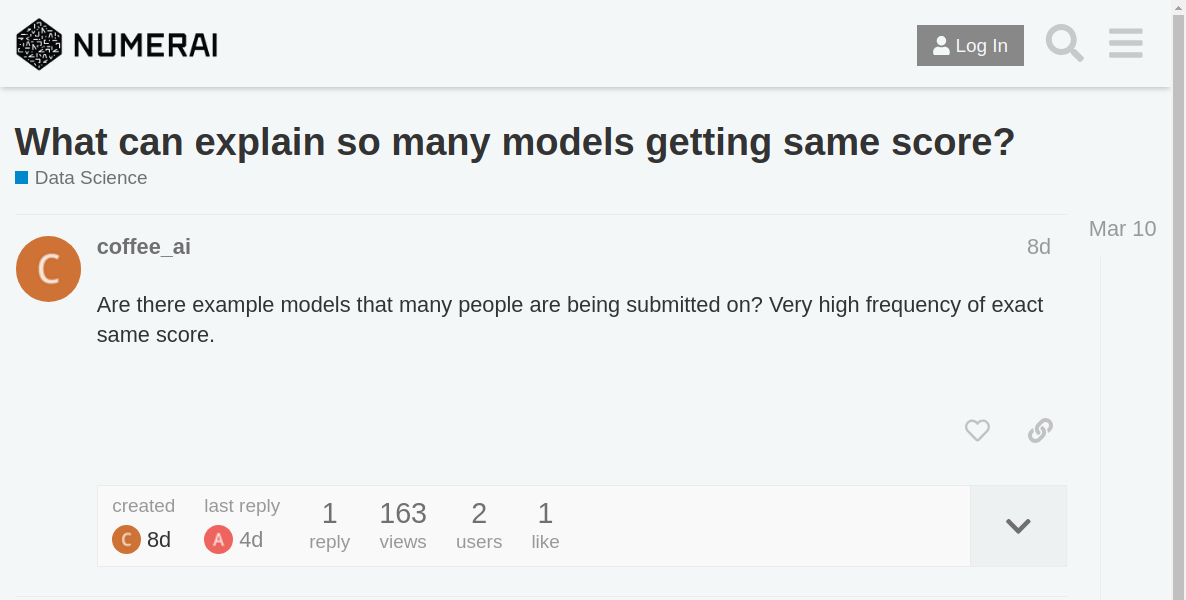 NUMERAI
Log In
What can explain so many models getting same score?
Data Science
Mar 10
C
coffee_ai
8d
Are there example models that many people are being submitted on? Very high frequency of exact
same score.
created
last reply
1
163
2
1
C 8d
A 4d
reply
views
users
like